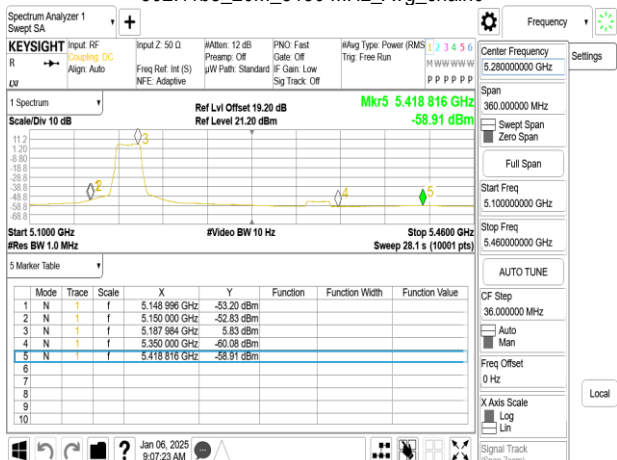 Spectrum Analyzer 1
Swept SA
+
Frequency
KEYSIGHT
R
Input: RF
Coupling: DC
Align: Auto
Input Z: 50 Ω
Freq Ref: Int (S)
NFE: Adaptive
#Atten: 12 dB
Preamp: Off
µW Path: Standard
PNO: Fast
Gate: Off
IF Gain: Low
Sig Track: Off
#Avg Type: Power (RMS
Trig: Free Run
1 2 3 4 5 6
M W W W W W
P P P P P P
LXI
1 Spectrum
Scale/Div 10 dB
Ref Lvl Offset 19.20 dB
Ref Level 21.20 dBm
Mkr5 5.418 816 GHz
-58.91 dBm
11.2
1.20
-8.80
-18.8
-28.8
-38.8
-48.8
-58.8
-68.8
2
3
4
5
Start 5.1000 GHz
#Res BW 1.0 MHz
#Video BW 10 Hz
Stop 5.4600 GHz
Sweep 28.1 s (10001 pts)
5 Marker Table
Mode Trace Scale X Y Function Function Width Function Value
1 N 1 f 5.148 996 GHz -53.20 dBm
2 N 1 f 5.150 000 GHz -52.83 dBm
3 N 1 f 5.187 984 GHz 5.83 dBm
4 N 1 f 5.350 000 GHz -60.08 dBm
5 N 1 f 5.418 816 GHz -58.91 dBm
6
7
8
9
10
?
Jan 06, 2025
9:07:23 AM
Center Frequency
5.280000000 GHz
Settings
Span
360.000000 MHz
Swept Span
Zero Span
Full Span
Start Freq
5.100000000 GHz
Stop Freq
5.460000000 GHz
AUTO TUNE
CF Step
36.000000 MHz
Auto
Man
Freq Offset
0 Hz
X Axis Scale
Log
Lin
Local
Signal Track